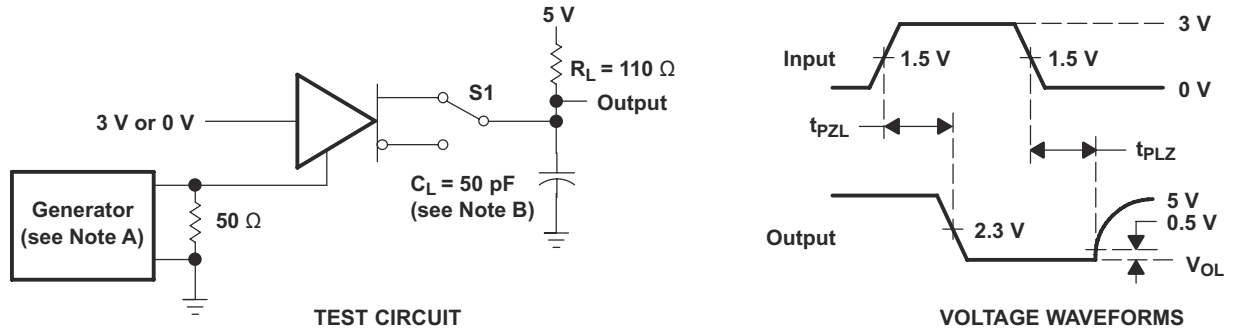 5 V
R_L = 110 Ω
S1
Output
3 V or 0 V
C_L = 50 pF
(see Note B)
Generator
(see Note A)
50 Ω
TEST CIRCUIT
3 V
Input
1.5 V
1.5 V
0 V
t_PZL
t_PLZ
5 V
0.5 V
Output
2.3 V
V_OL
VOLTAGE WAVEFORMS